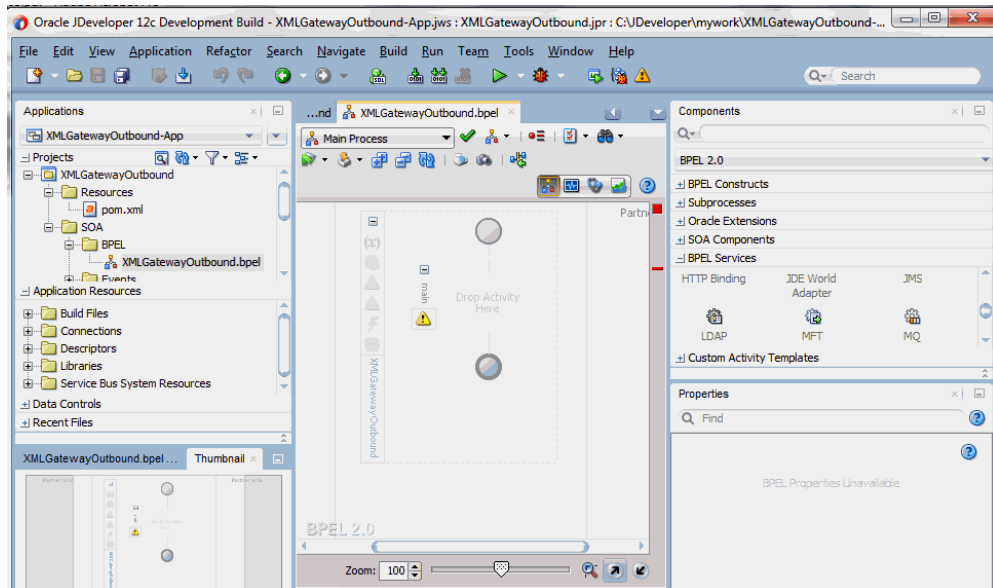 Oracle JDeveloper 12c Development Build - XMLGatewayOutbound-App.jws : XMLGatewayOutbound.jpr : C:\JDeveloper\mywork\XMLGatewayOutbound-...
File Edit View Application Refactor Search Navigate Build Run Team Tools Window Help
Search
Applications
XMLGatewayOutbound-App
Projects
XMLGatewayOutbound
Resources
pom.xml
SOA
BPEL
XMLGatewayOutbound.bpel
Events
Application Resources
Build Files
Connections
Descriptors
Libraries
Service Bus System Resources
Data Controls
Recent Files
XMLGatewayOutbound.bpel ...
Thumbnail
...nd XMLGatewayOutbound.bpel
Main Process
Partn
(x)
main
Drop Activity
Here
XMLGatewayOutbound
BPEL 2.0
Zoom: 100
Components
BPEL 2.0
BPEL Constructs
Subprocesses
Oracle Extensions
SOA Components
BPEL Services
HTTP Binding JDE World JMS
Adapter
LDAP MFT MQ
Custom Activity Templates
Properties
Find
BPEL Properties Unavailable